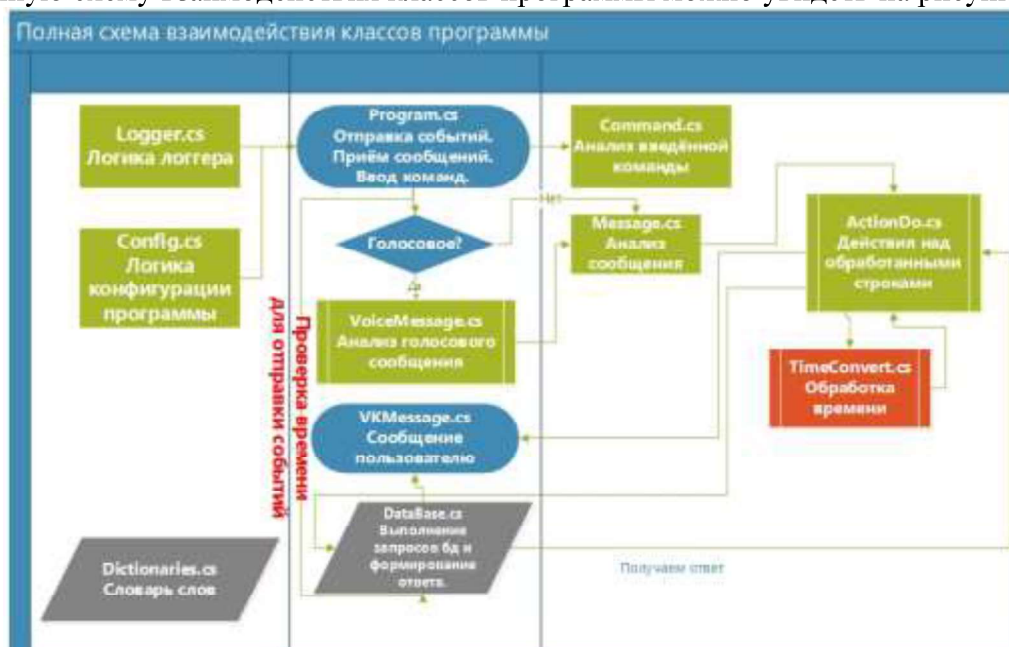 Полная схема взаимодействия классов программы
Logger.cs
Логика логгера
Program.cs
Отправка событий.
Приём сообщений.
Ввод команд.
Command.cs
Анализ введённой
команды
Нет
Голосовое?
Message.cs
Анализ
сообщения
ActionDo.cs
Действия над
обработанными
строками
Config.cs
Логика
конфигурации
программы
Да
VoiceMessage.cs
Анализ голосового
сообщения
Проверка времени
для отправки событий
TimeConvert.cs
Обработка
времени
VKMessage.cs
Сообщение
пользователю
DataBase.cs
Выполнение
запросов бд и
формирование
ответа.
Dictionaries.cs
Словарь слов
Получаем ответ